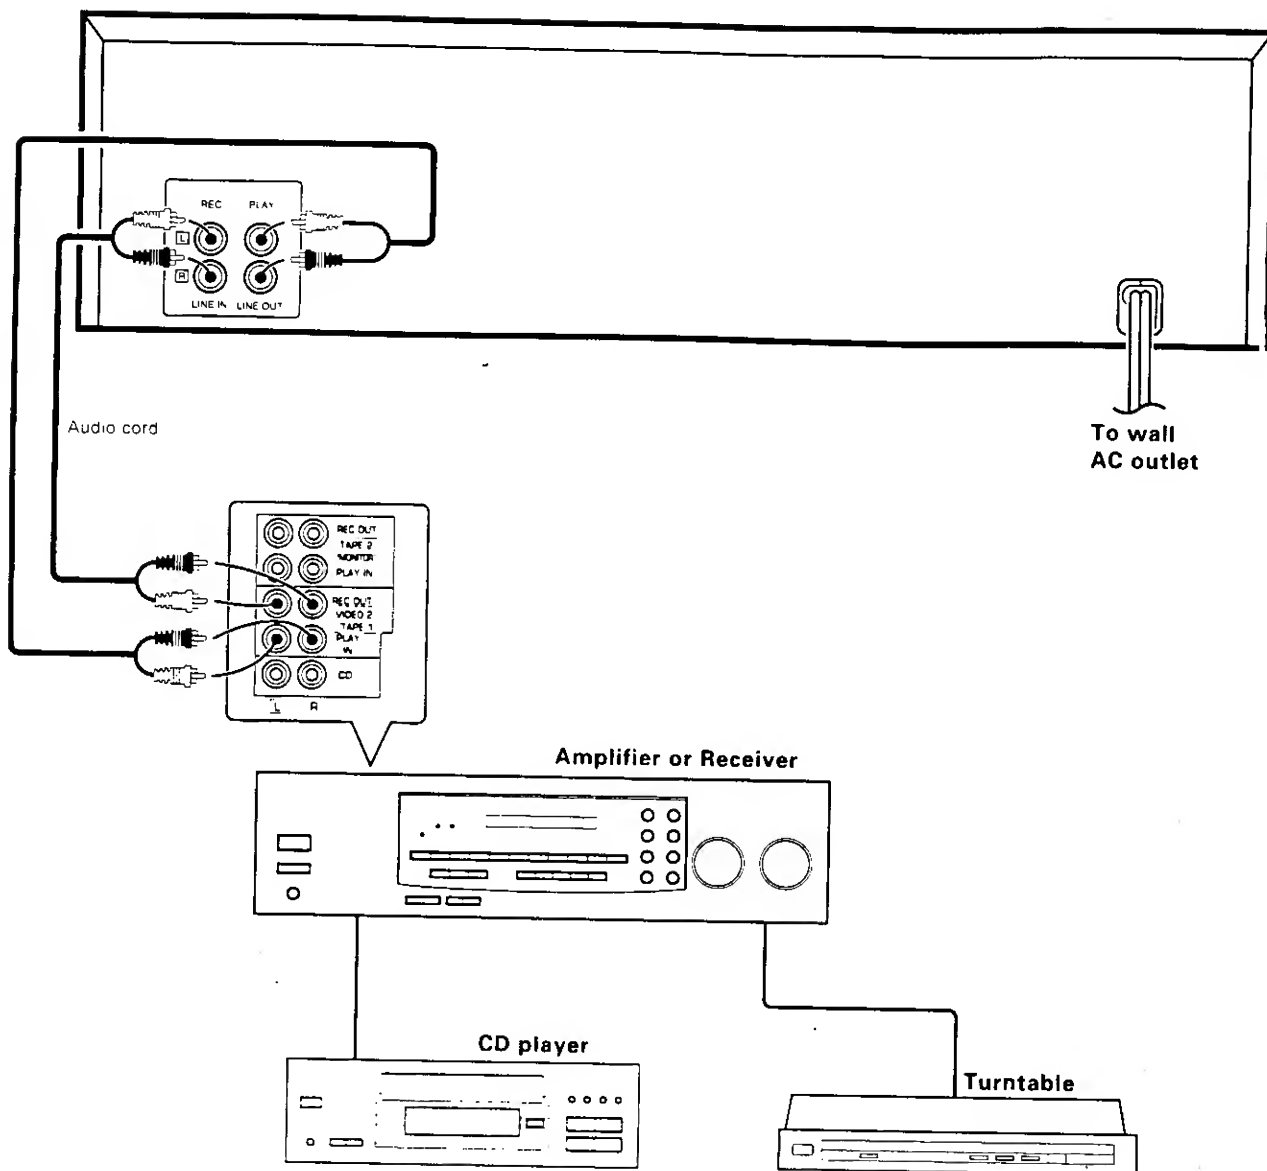 REC PLAY
L
R
LINE IN LINE OUT
Audio cord
To wall
AC outlet
REC OUT
TAPE 2
MONITOR
PLAY IN
REC OUT
VIDEO 2
TAPE 1
PLAY
IN
CD
L R
Amplifier or Receiver
CD player
Turntable